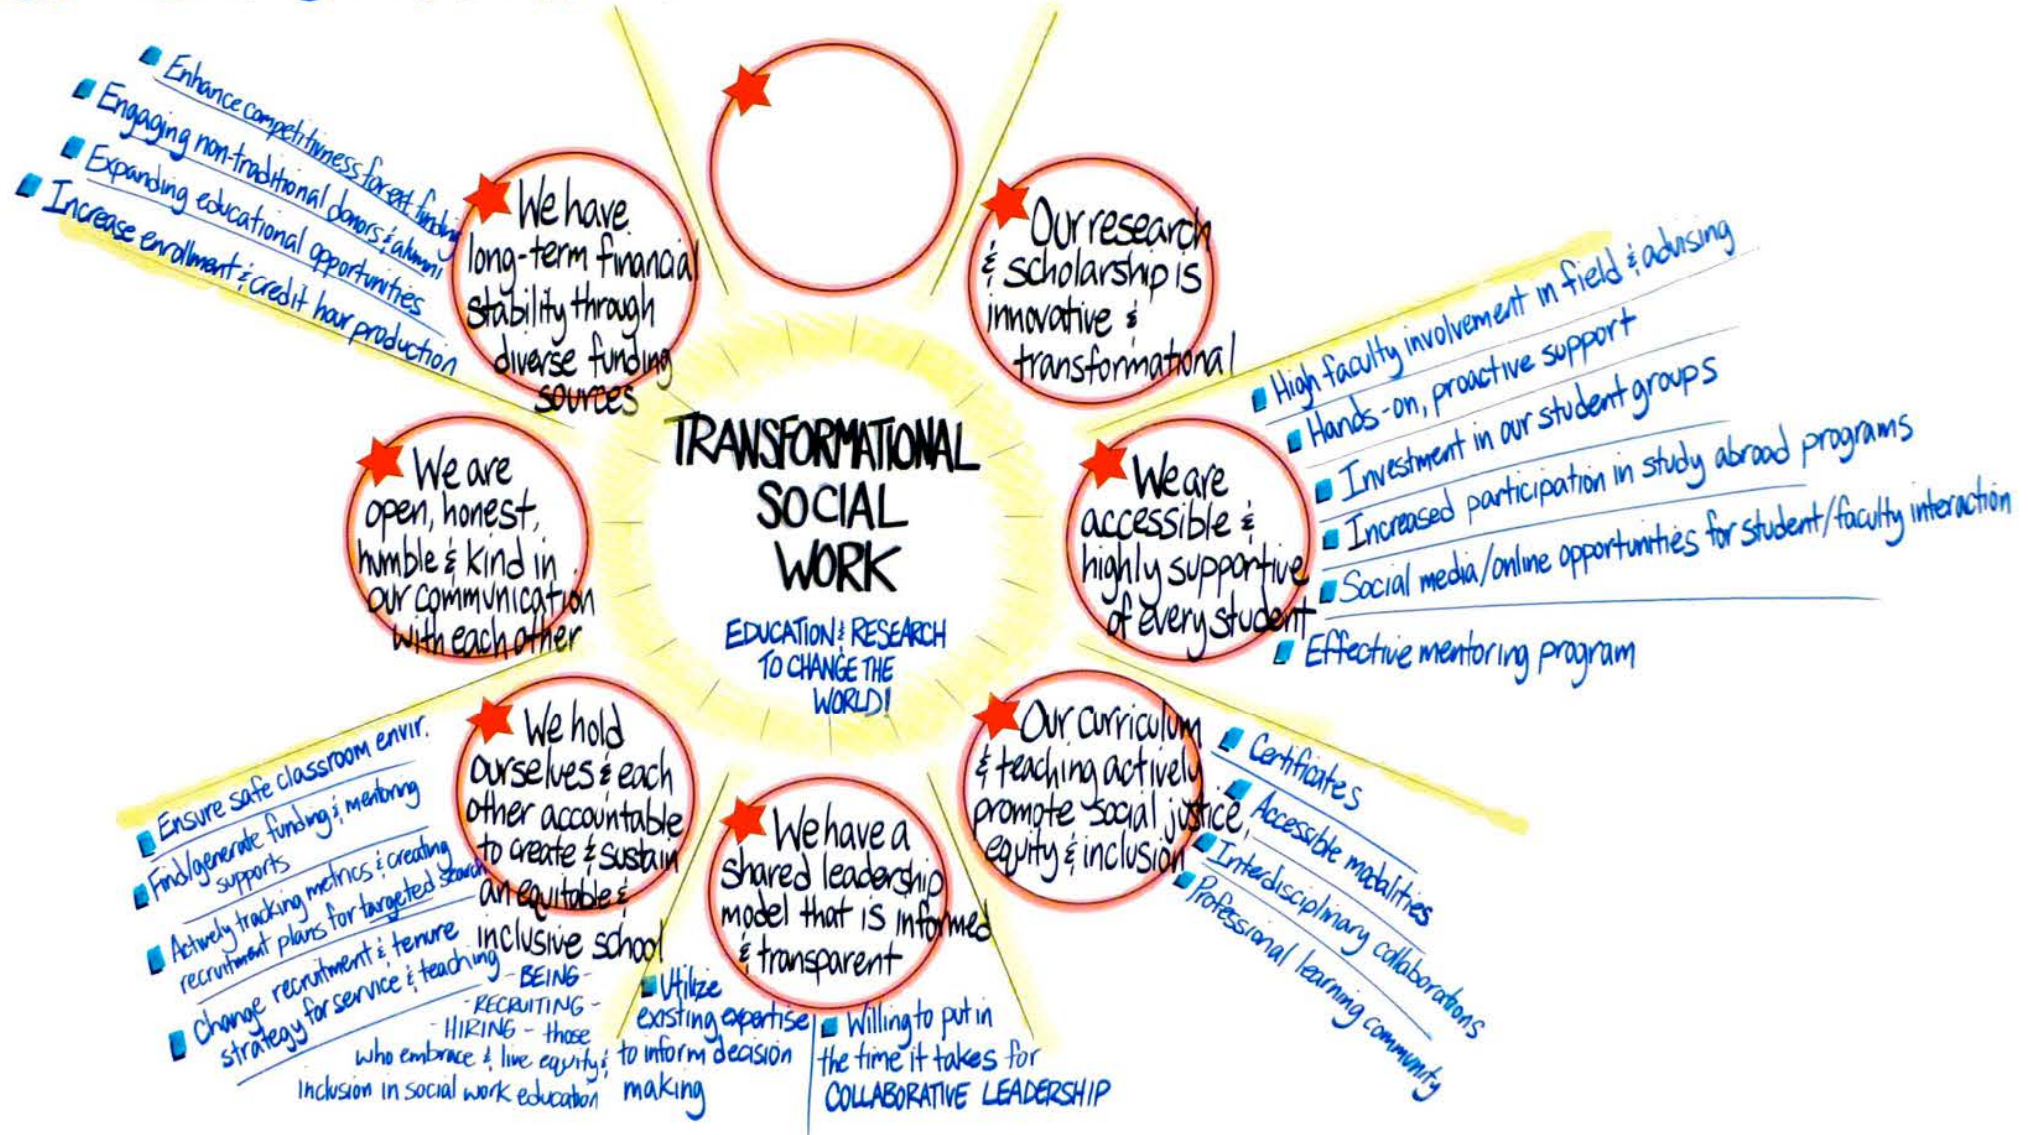 Enhance competitivness for ext funding
Engaging non-traditional donors & alumni
Expanding educational opportunities
Increase enrollment & credit hour production
We have
long-term financial
stability through
diverse funding
sources
Our research
& scholarship is
innovative &
transformational
High faculty involvement in field & advising
Hands-on, proactive support
Investment in our student groups
Increased participation in study abroad programs
Social media/online opportunities for student/faculty interaction
Effective mentoring program
We are
accessible &
highly supportive
of every student
We are
open, honest,
humble & kind in
our communication
with each other
TRANSFORMATIONAL
SOCIAL
WORK
EDUCATION & RESEARCH
TO CHANGE THE
WORLD!
We hold
ourselves & each
other accountable
to create & sustain
an equitable &
inclusive school
Ensure safe classroom envir.
Find/generate funding & mentoring
supports
Actively tracking metrics & creating
recruitment plans for targeted search
Change recruitment & tenure
strategy for service & teaching
- BEING -
- RECRUITING -
- HIRING - those
who embrace & live equity &
inclusion in social work education
We have a
shared leadership
model that is informed
& transparent
Utilize
existing expertise
to inform decision
making
Willing to put in
the time it takes for
COLLABORATIVE LEADERSHIP
Our curriculum
& teaching actively
promote social justice,
equity & inclusion
Certificates
Accessible modalities
Interdisciplinary collaborations
Professional learning community